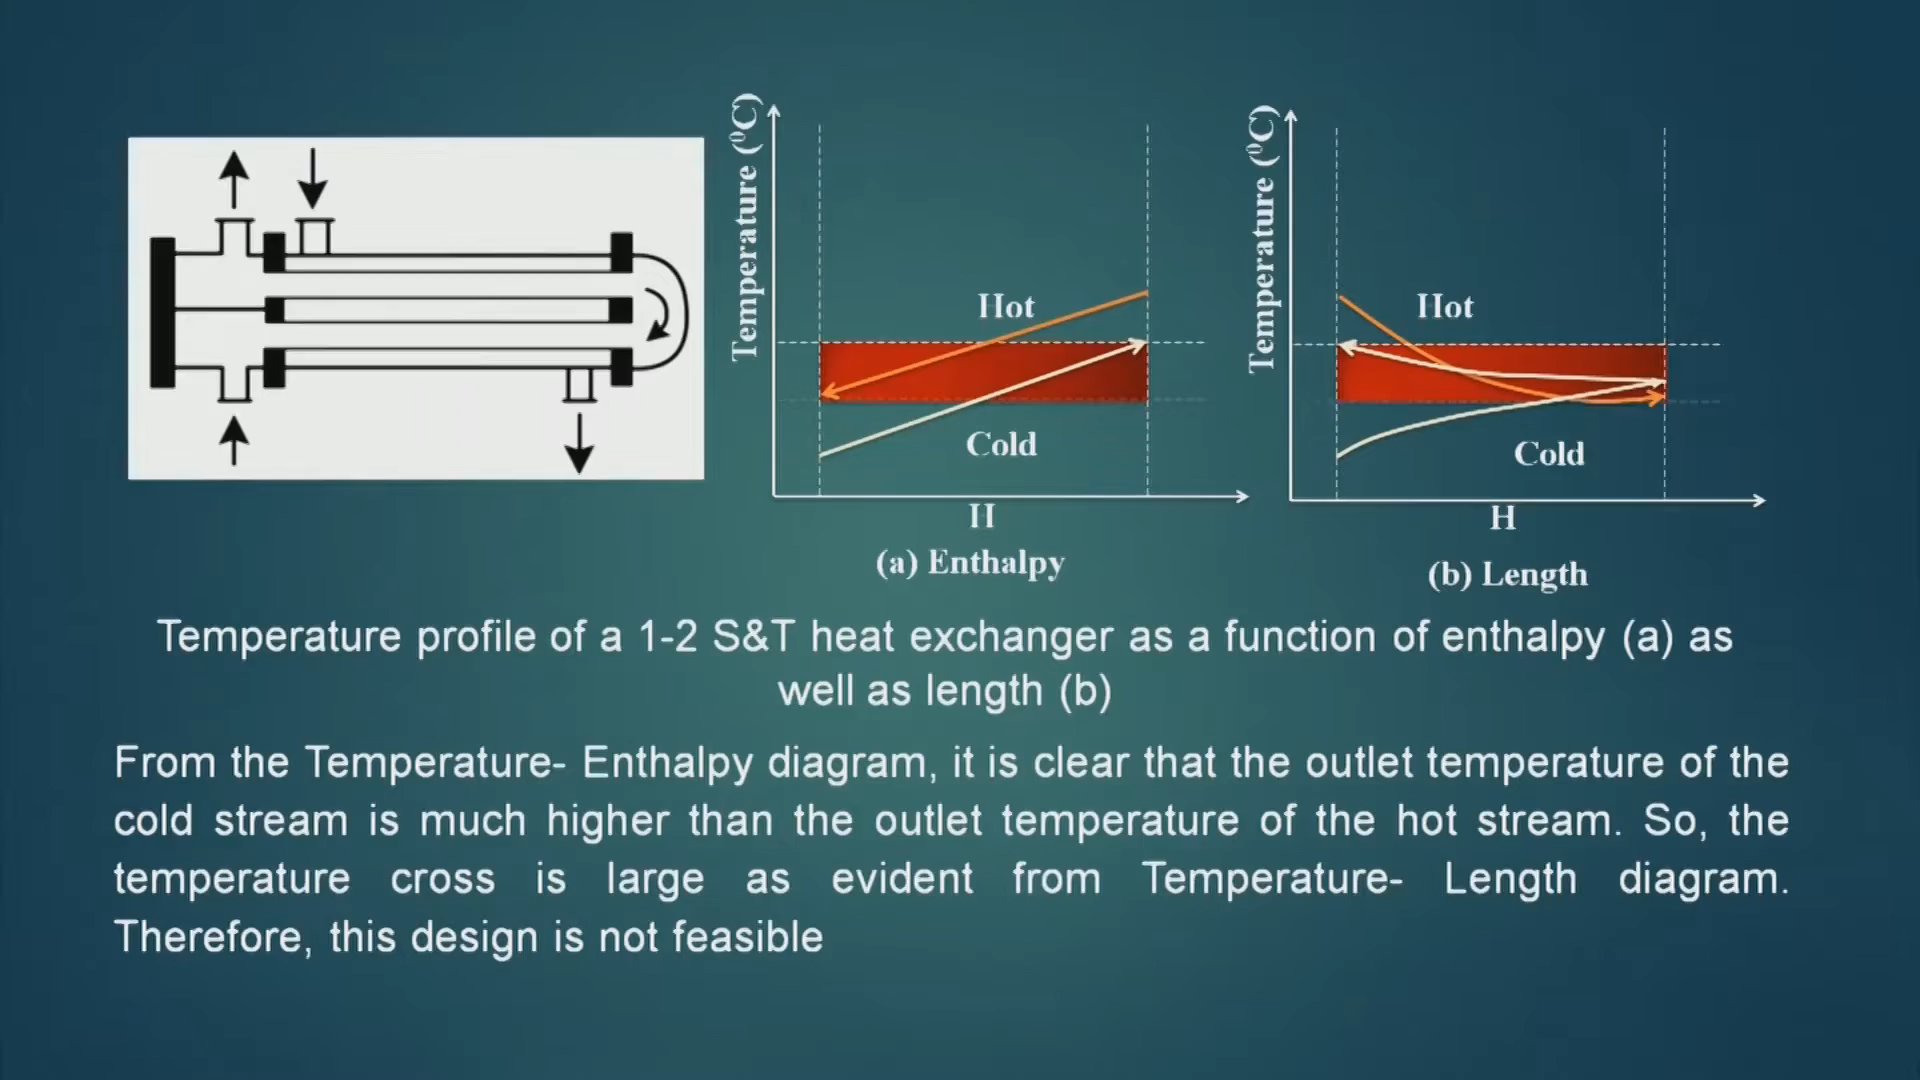 Temperature (⁰C)
Hot
Cold
H
(a) Enthalpy
Temperature (⁰C)
Hot
Cold
H
(b) Length
Temperature profile of a 1-2 S&T heat exchanger as a function of enthalpy (a) as
well as length (b)
From the Temperature- Enthalpy diagram, it is clear that the outlet temperature of the
cold stream is much higher than the outlet temperature of the hot stream. So, the
temperature cross is large as evident from Temperature- Length diagram.
Therefore, this design is not feasible